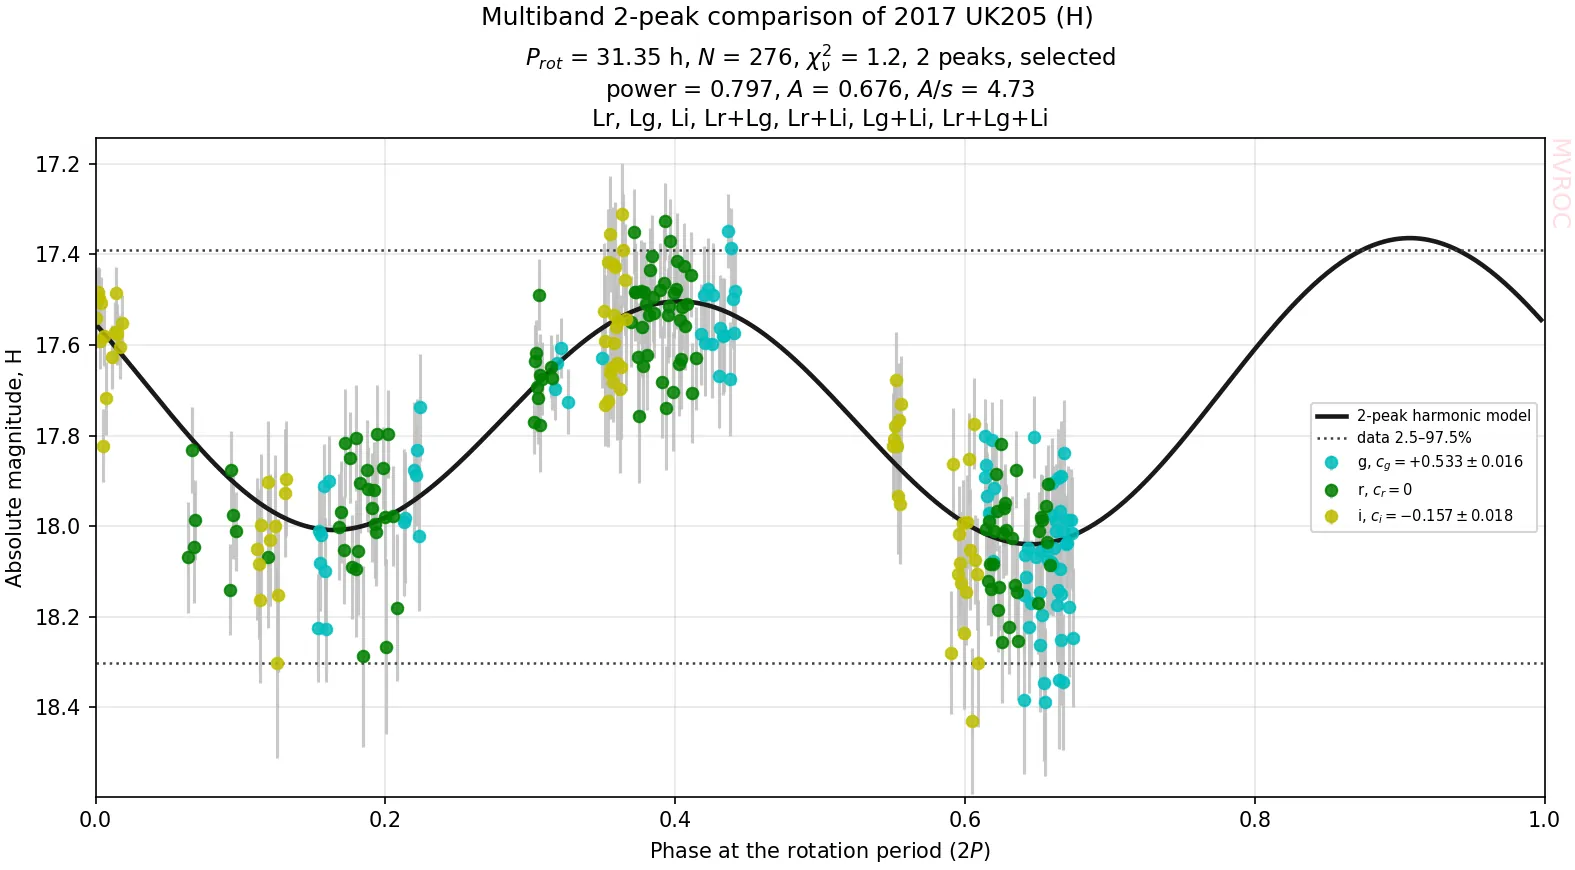 Multiband 2-peak comparison of 2017 UK205 (H)
P_rot = 31.35 h, N = 276, χ²_ν = 1.2, 2 peaks, selected
power = 0.797, A = 0.676, A/s = 4.73
Lr, Lg, Li, Lr+Lg, Lr+Li, Lg+Li, Lr+Lg+Li
MVROC
Absolute magnitude, H
17.2
17.4
17.6
17.8
18.0
18.2
18.4
2-peak harmonic model
data 2.5–97.5%
g, c_g = +0.533 ± 0.016
r, c_r = 0
i, c_i = −0.157 ± 0.018
0.0 0.2 0.4 0.6 0.8 1.0
Phase at the rotation period (2P)